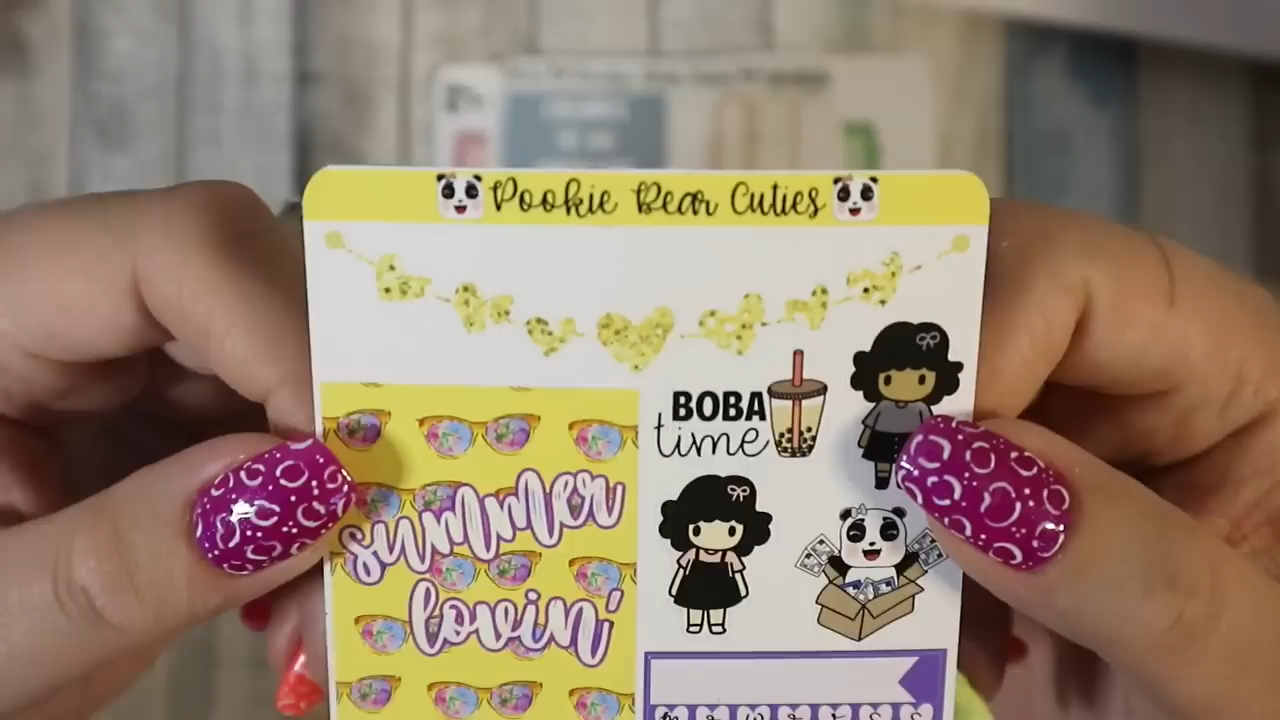 Pookie Bear Cuties
BOBA
time
summer
lovin'
M T W T F S S